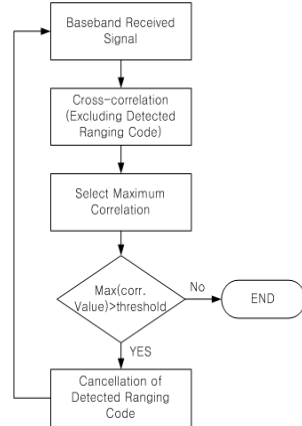 Baseband Received
Signal
Cross-correlation
(Excluding Detected
Ranging Code)
Select Maximum
Correlation
Max(corr.
Value)>threshold
No
END
YES
Cancellation of
Detected Ranging
Code